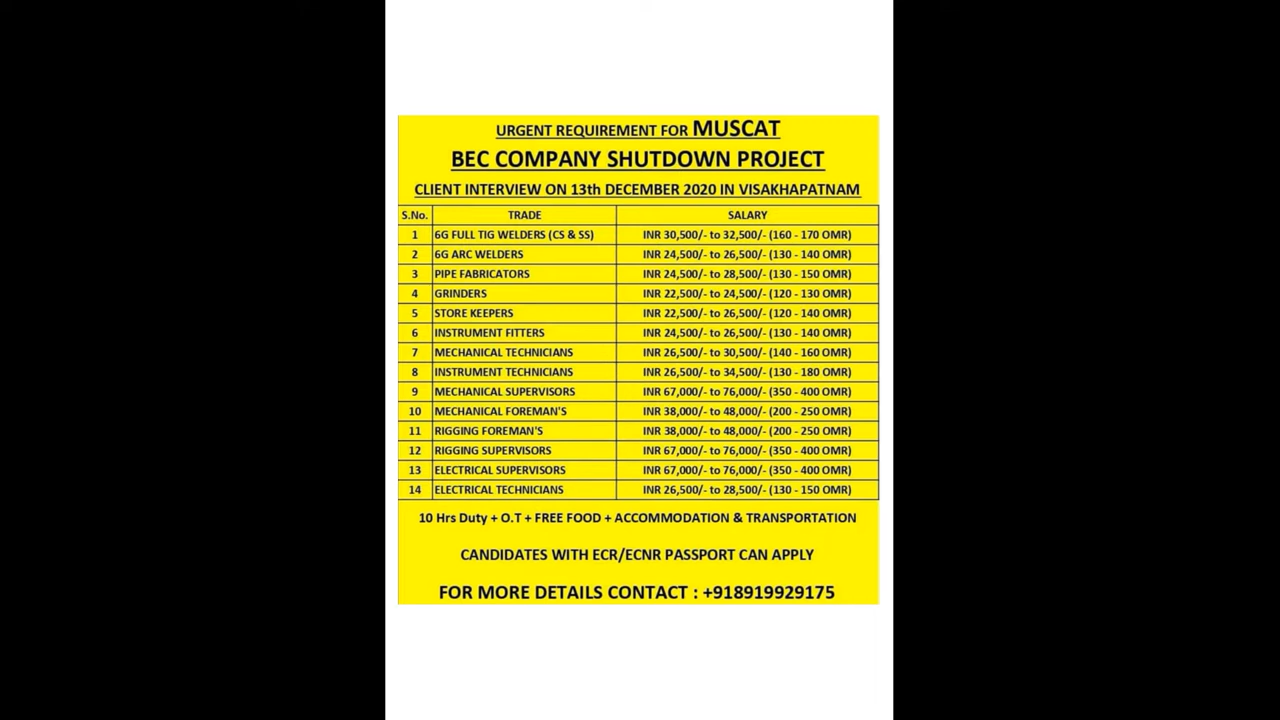 URGENT REQUIREMENT FOR MUSCAT
BEC COMPANY SHUTDOWN PROJECT
CLIENT INTERVIEW ON 13th DECEMBER 2020 IN VISAKHAPATNAM
S.No. TRADE SALARY
1 6G FULL TIG WELDERS (CS & SS) INR 30,500/- to 32,500/- (160 - 170 OMR)
2 6G ARC WELDERS INR 24,500/- to 26,500/- (130 - 140 OMR)
3 PIPE FABRICATORS INR 24,500/- to 28,500/- (130 - 150 OMR)
4 GRINDERS INR 22,500/- to 24,500/- (120 - 130 OMR)
5 STORE KEEPERS INR 22,500/- to 26,500/- (120 - 140 OMR)
6 INSTRUMENT FITTERS INR 24,500/- to 26,500/- (130 - 140 OMR)
7 MECHANICAL TECHNICIANS INR 26,500/- to 30,500/- (140 - 160 OMR)
8 INSTRUMENT TECHNICIANS INR 26,500/- to 34,500/- (130 - 180 OMR)
9 MECHANICAL SUPERVISORS INR 67,000/- to 76,000/- (350 - 400 OMR)
10 MECHANICAL FOREMAN'S INR 38,000/- to 48,000/- (200 - 250 OMR)
11 RIGGING FOREMAN'S INR 38,000/- to 48,000/- (200 - 250 OMR)
12 RIGGING SUPERVISORS INR 67,000/- to 76,000/- (350 - 400 OMR)
13 ELECTRICAL SUPERVISORS INR 67,000/- to 76,000/- (350 - 400 OMR)
14 ELECTRICAL TECHNICIANS INR 26,500/- to 28,500/- (130 - 150 OMR)
10 Hrs Duty + O.T + FREE FOOD + ACCOMMODATION & TRANSPORTATION
CANDIDATES WITH ECR/ECNR PASSPORT CAN APPLY
FOR MORE DETAILS CONTACT : +918919929175